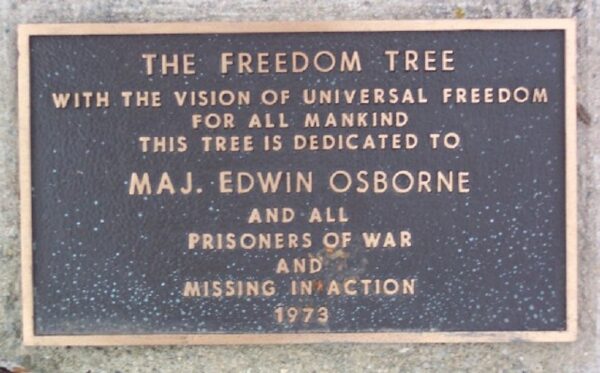 THE FREEDOM TREE
WITH THE VISION OF UNIVERSAL FREEDOM
FOR ALL MANKIND
THIS TREE IS DEDICATED TO
MAJ. EDWIN OSBORNE
AND ALL
PRISONERS OF WAR
AND
MISSING IN ACTION
1973